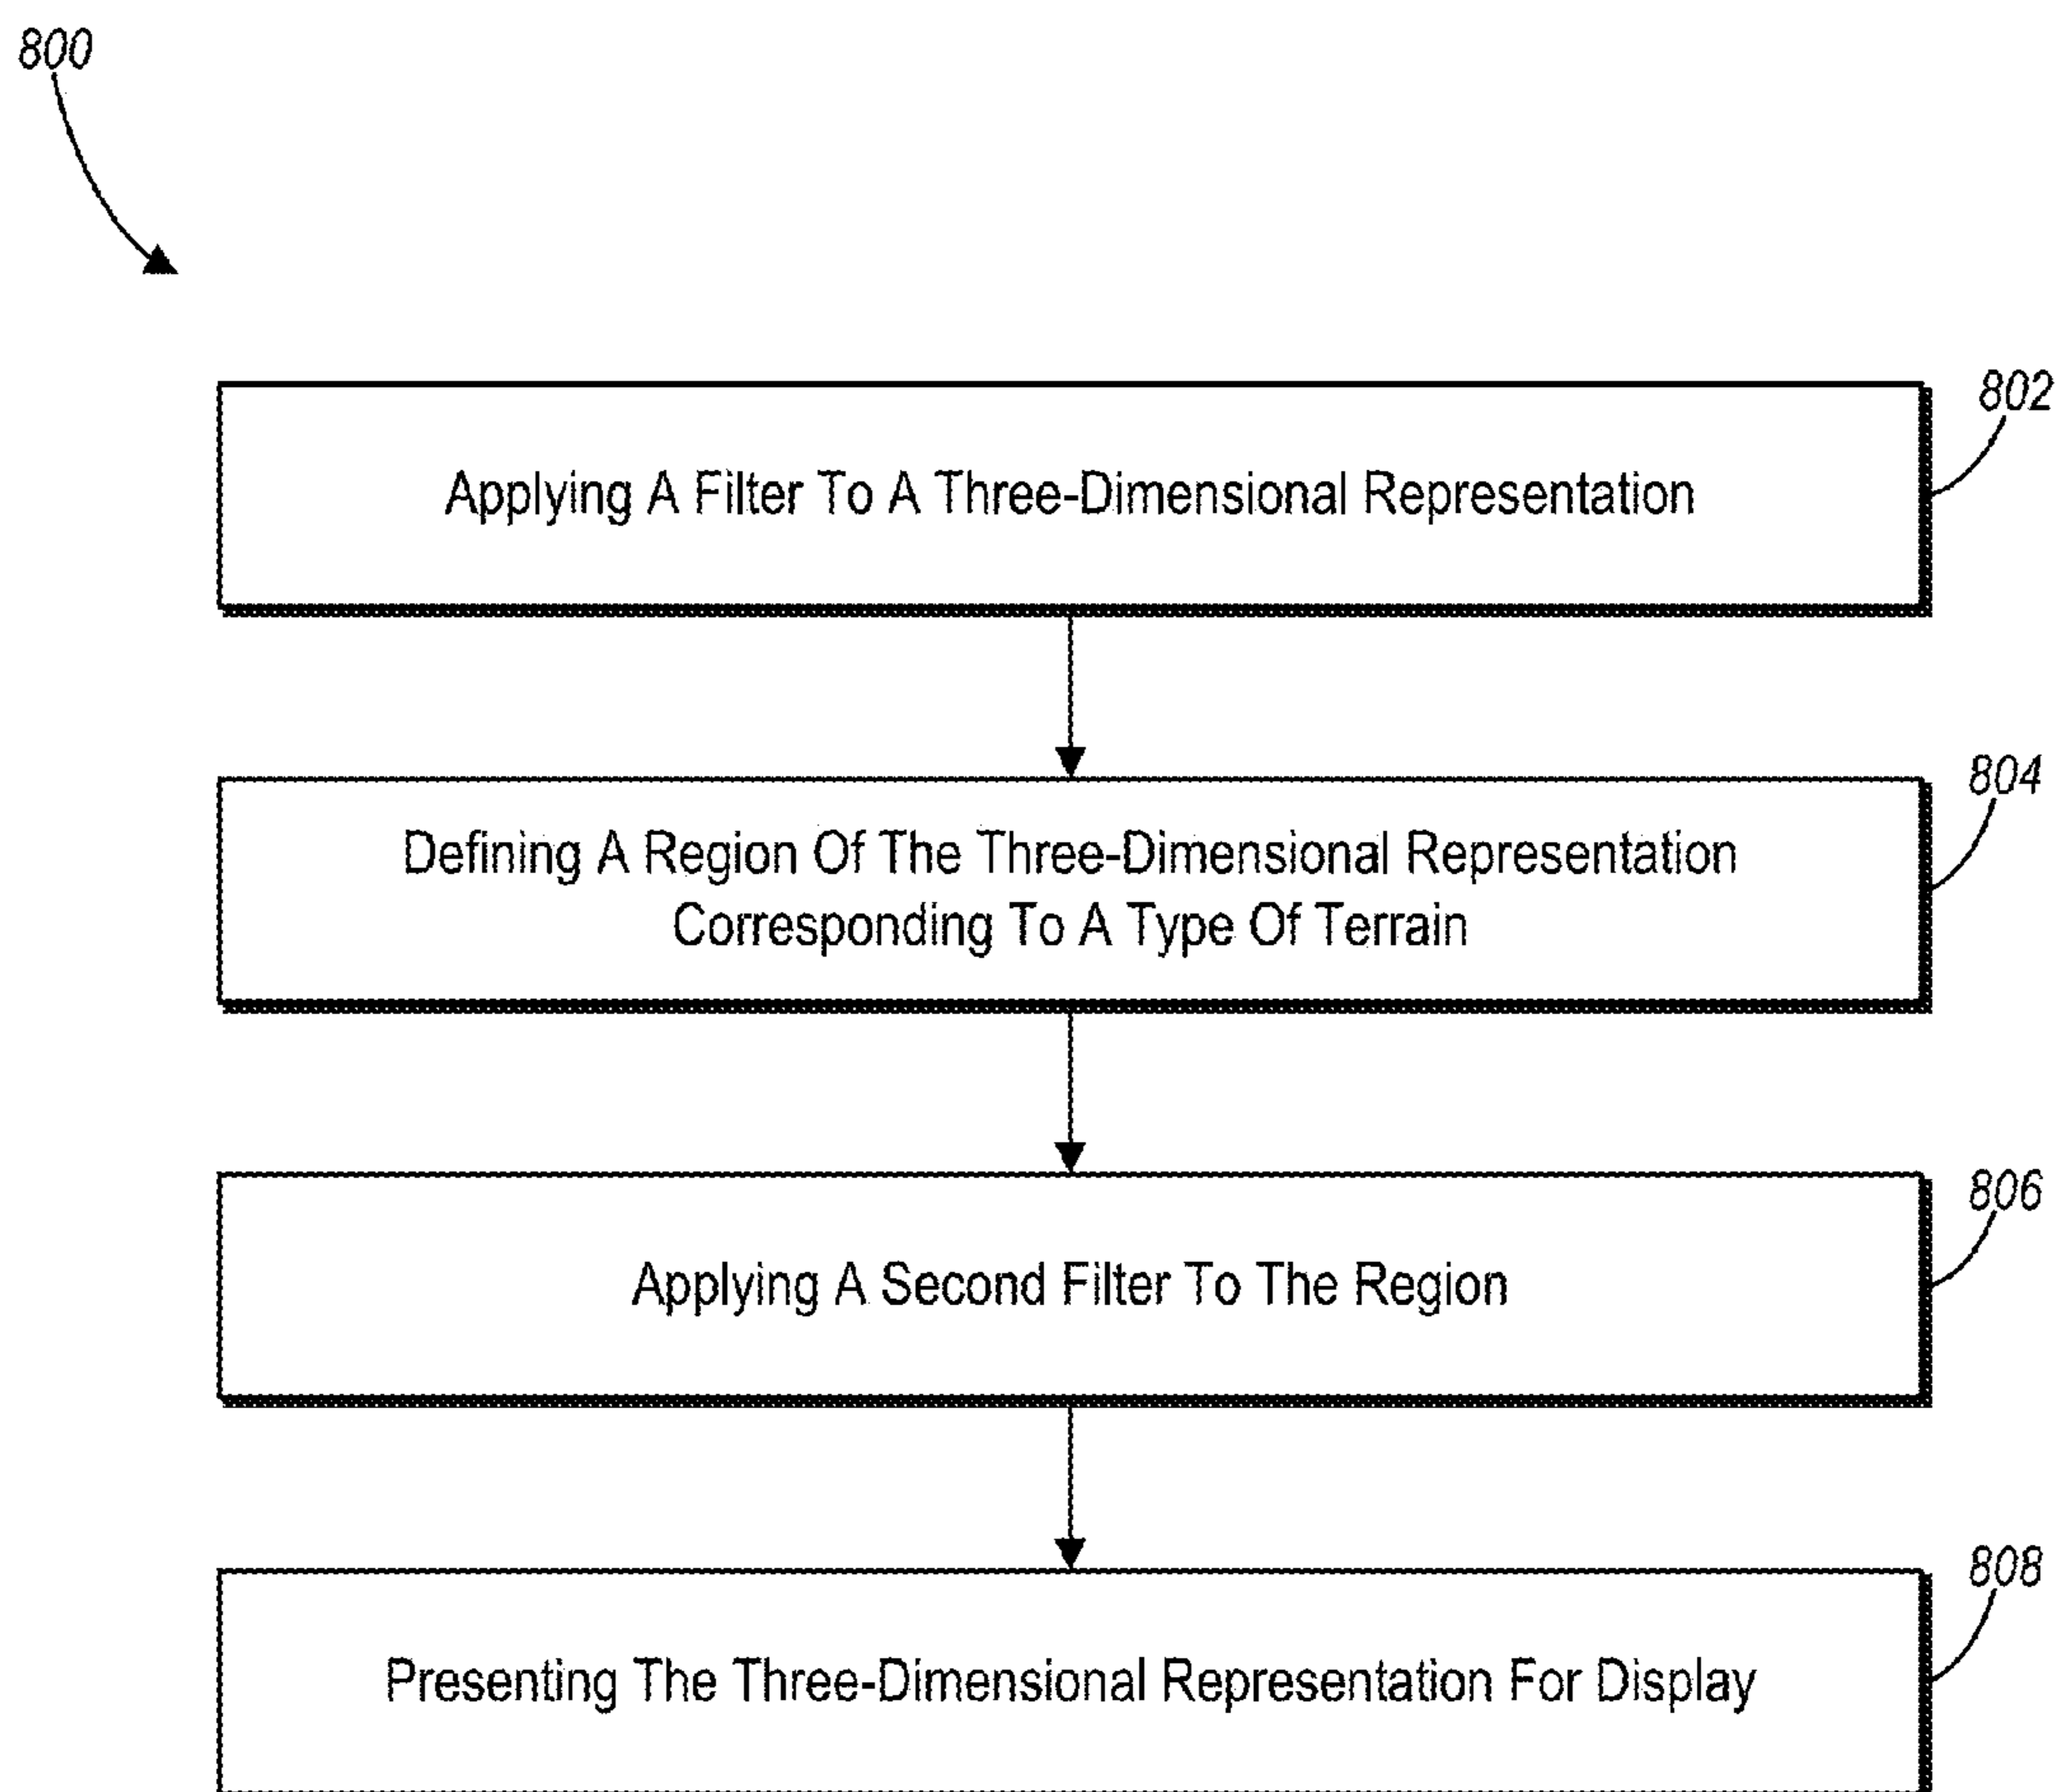 800
802
Applying A Filter To A Three-Dimensional Representation
804
Defining A Region Of The Three-Dimensional Representation
Corresponding To A Type Of Terrain
806
Applying A Second Filter To The Region
808
Presenting The Three-Dimensional Representation For Display